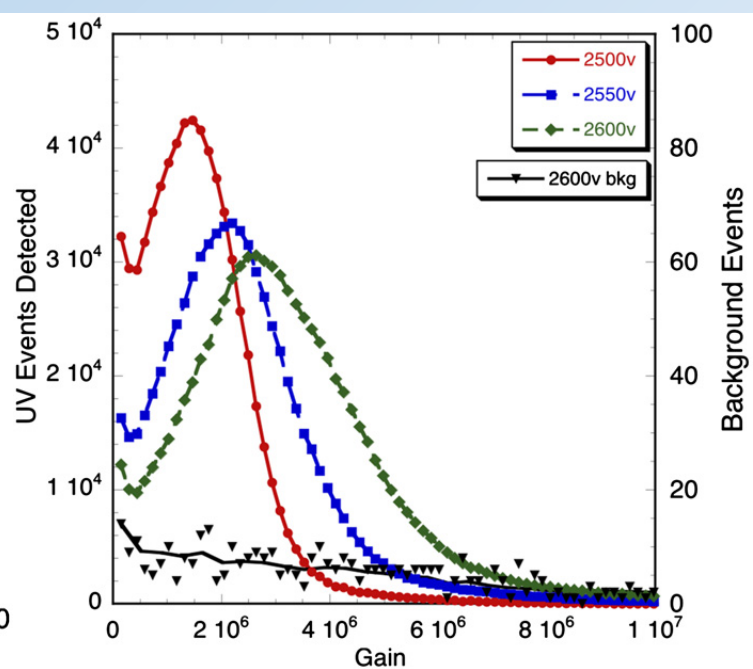 5 10⁴
4 10⁴
3 10⁴
2 10⁴
1 10⁴
0
UV Events Detected
100
80
60
40
20
0
Background Events
2500v
2550v
2600v
2600v bkg
0
0
2 10⁶
4 10⁶
6 10⁶
8 10⁶
1 10⁷
Gain